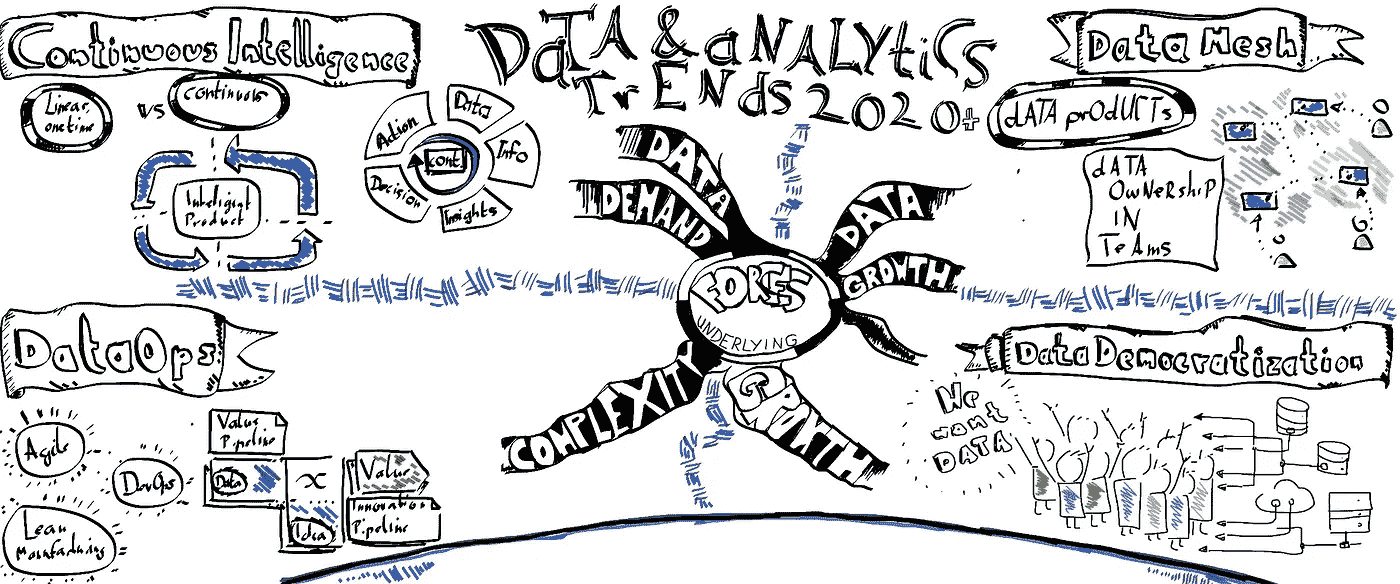 DATA & ANALYTiCS
TrENds 2020+
Continuous Intelligence
Linear,
onetime
vs
continuous
Intelligent
Product
Data
Info
Insights
Decision
Action
cont.
Data Mesh
dATA prodUCTs
dATA
OwNerShiP
IN
TeAms
DATA
DEMAND
DATA
GROWTH
FORCES
UNDERLYING
COMPLEXITY
GROWTH
DataOps
Agile
DevOps
Lean
Manufacturing
Value
Pipeline
Data
Value
Idea
Innovation
Pipeline
Data Democratization
We
want
DATA